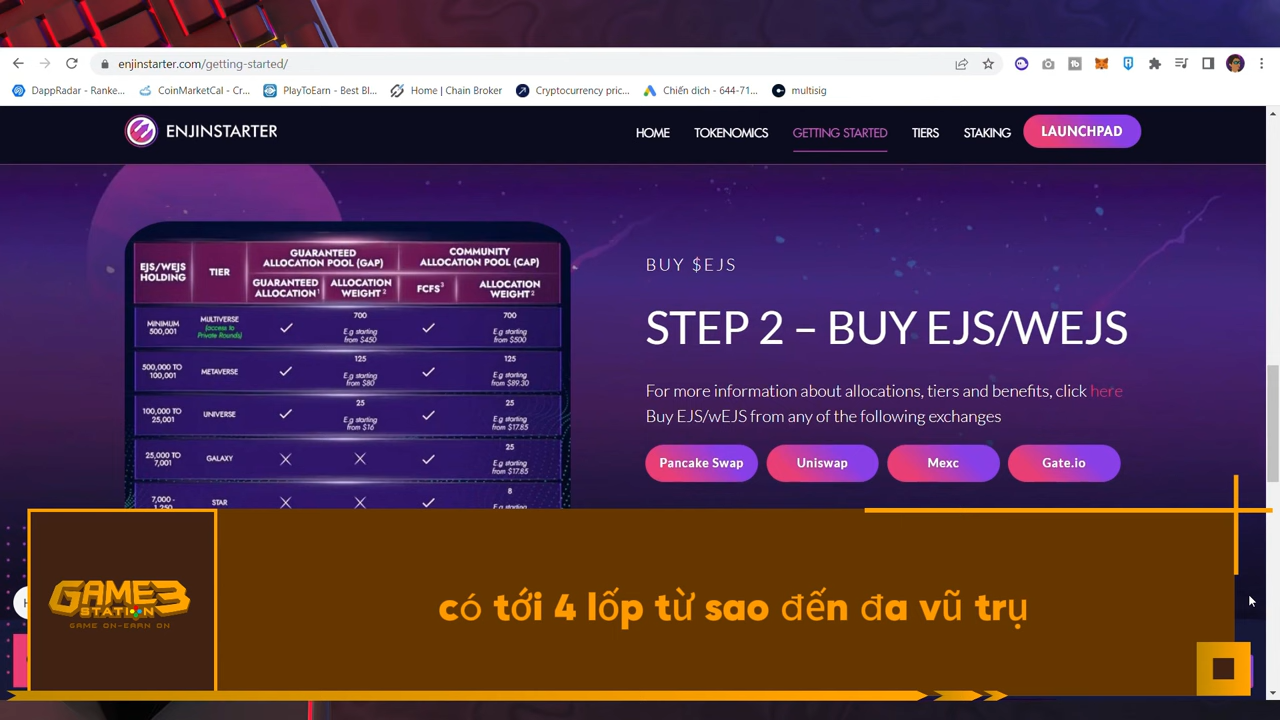 enjinstarter.com/getting-started/
DappRadar - Ranke...
CoinMarketCal - Cr...
PlayToEarn - Best Bl...
Home | Chain Broker
Cryptocurrency pric...
Chiến dịch - 644-71...
multisig
ENJINSTARTER
HOME
TOKENOMICS
GETTING STARTED
TIERS
STAKING
LAUNCHPAD
EJS/WEJS
HOLDING
TIER
GUARANTEED
ALLOCATION POOL (GAP)
COMMUNITY
ALLOCATION POOL (CAP)
GUARANTEED
ALLOCATION¹
ALLOCATION
WEIGHT²
FCFS³
ALLOCATION
WEIGHT²
MINIMUM
500,001
MULTIVERSE
(access to
Private Rounds)
700
E.g starting
from $450
700
E.g starting
from $500
500,000 TO
100,001
METAVERSE
125
E.g starting
from $80
125
E.g starting
from $89.30
100,000 TO
25,001
UNIVERSE
25
E.g starting
from $16
25
E.g starting
from $17.85
25,000 TO
7,001
GALAXY
25
E.g starting
from $17.85
7,000 -
STAR
8
BUY $EJS
STEP 2 – BUY EJS/WEJS
For more information about allocations, tiers and benefits, click here
Buy EJS/wEJS from any of the following exchanges
Pancake Swap
Uniswap
Mexc
Gate.io
GAME3
STATION
GAME ON-EARN ON
có tới 4 lốp từ sao đến đa vũ trụ